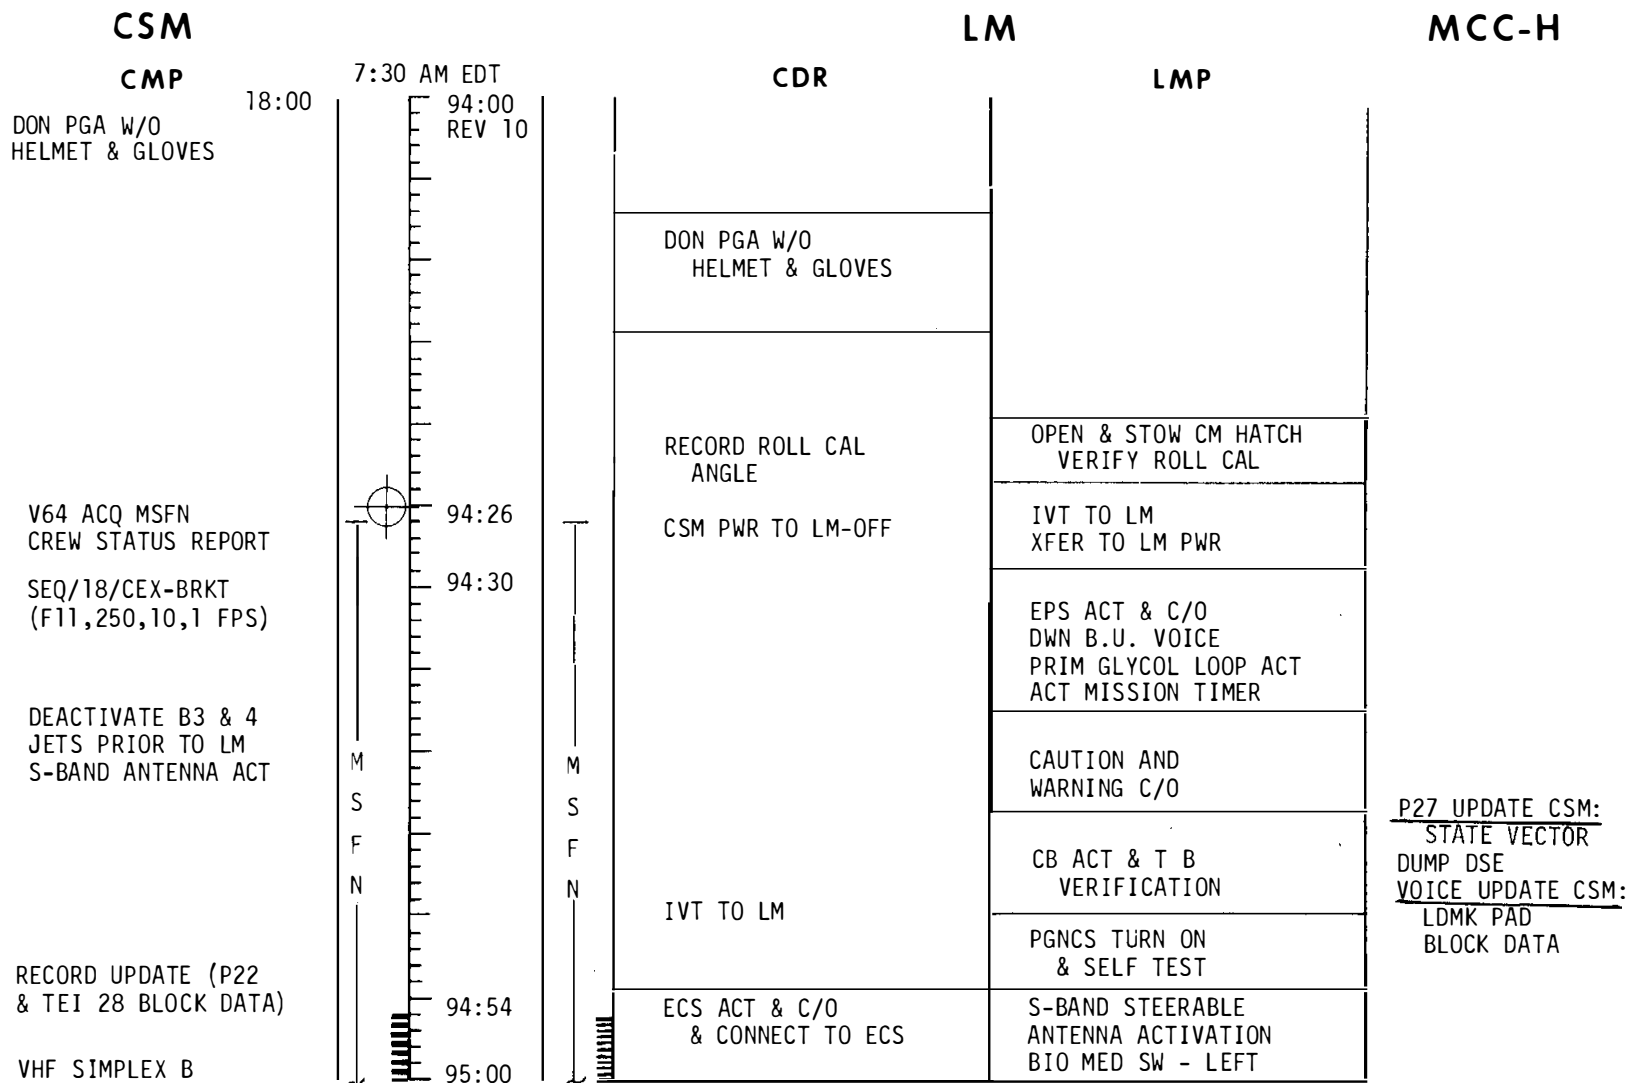 CSM
LM
MCC-H
CMP
7:30 AM EDT
CDR
LMP
18:00
94:00
REV 10
DON PGA W/O
HELMET & GLOVES
DON PGA W/O
HELMET & GLOVES
RECORD ROLL CAL
ANGLE
OPEN & STOW CM HATCH
VERIFY ROLL CAL
V64 ACQ MSFN
CREW STATUS REPORT
94:26
CSM PWR TO LM-OFF
IVT TO LM
XFER TO LM PWR
SEQ/18/CEX-BRKT
(F11,250,10,1 FPS)
94:30
EPS ACT & C/O
DWN B.U. VOICE
PRIM GLYCOL LOOP ACT
ACT MISSION TIMER
DEACTIVATE B3 & 4
JETS PRIOR TO LM
S-BAND ANTENNA ACT
MSFN
MSFN
CAUTION AND
WARNING C/O
P27 UPDATE CSM:
STATE VECTOR
DUMP DSE
VOICE UPDATE CSM:
LDMK PAD
BLOCK DATA
CB ACT & T B
VERIFICATION
IVT TO LM
PGNCS TURN ON
& SELF TEST
RECORD UPDATE (P22
& TEI 28 BLOCK DATA)
94:54
ECS ACT & C/O
& CONNECT TO ECS
S-BAND STEERABLE
ANTENNA ACTIVATION
BIO MED SW - LEFT
VHF SIMPLEX B
95:00